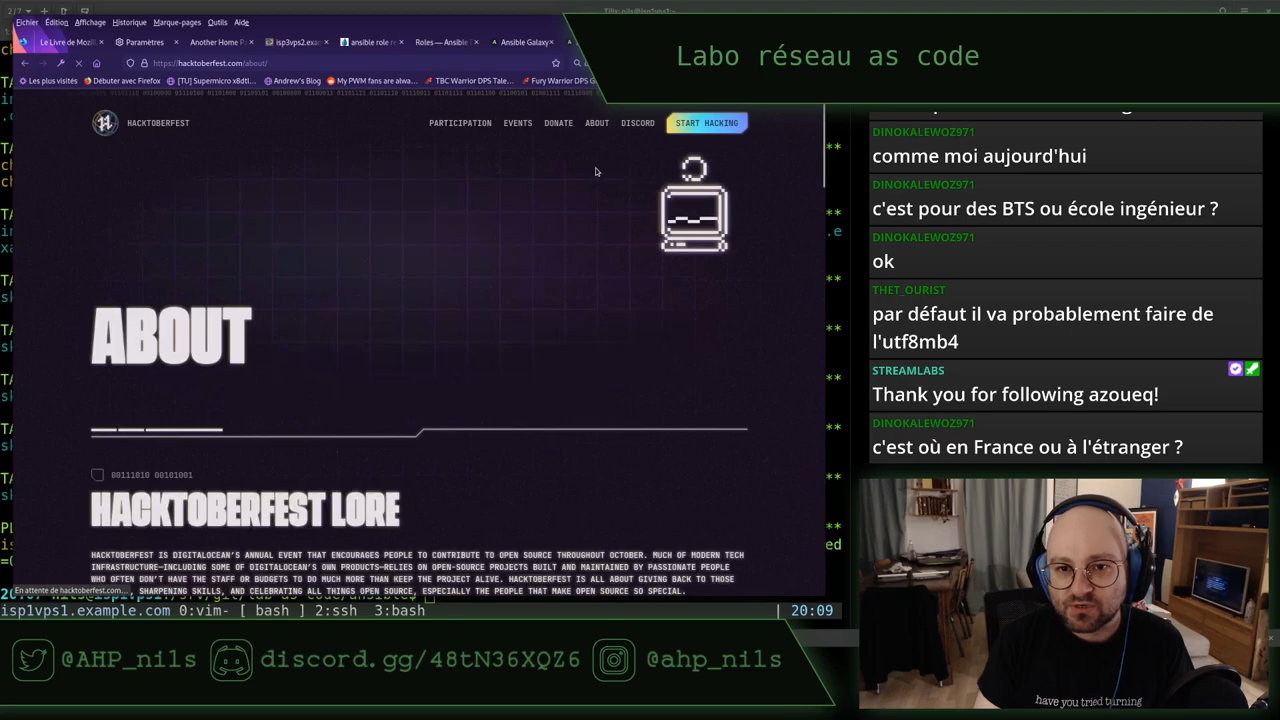 2/7
Tilix: nils@isp1vps1:~
Fichier Édition Affichage Historique Marque-pages Outils Aide
Le Livre de Mozil
Paramètres
Another Home P
isp3vps2.exam
ansible role re
Roles — Ansible
Ansible Galaxy
https://hacktoberfest.com/about/
Les plus visités
Débuter avec Firefox
[TU] Supermicro x8dtl...
Andrew's Blog
My PWM fans are alwa...
TBC Warrior DPS Tale...
Fury Warrior DPS G
Labo réseau as code
HACKTOBERFEST
PARTICIPATION
EVENTS
DONATE
ABOUT
DISCORD
START HACKING
ABOUT
00111010 00101001
HACKTOBERFEST LORE
HACKTOBERFEST IS DIGITALOCEAN'S ANNUAL EVENT THAT ENCOURAGES PEOPLE TO CONTRIBUTE TO OPEN SOURCE THROUGHOUT OCTOBER. MUCH OF MODERN TECH
INFRASTRUCTURE—INCLUDING SOME OF DIGITALOCEAN'S OWN PRODUCTS—RELIES ON OPEN-SOURCE PROJECTS BUILT AND MAINTAINED BY PASSIONATE PEOPLE
WHO OFTEN DON'T HAVE THE STAFF OR BUDGETS TO DO MUCH MORE THAN KEEP THE PROJECT ALIVE. HACKTOBERFEST IS ALL ABOUT GIVING BACK TO THOSE
SHARPENING SKILLS, AND CELEBRATING ALL THINGS OPEN SOURCE, ESPECIALLY THE PEOPLE THAT MAKE OPEN SOURCE SO SPECIAL.
En attente de hacktoberfest.com...
isp1vps1.example.com 0:vim- [ bash ] 2:ssh 3:bash
| 20:09
DINOKALEWOZ971
comme moi aujourd'hui
DINOKALEWOZ971
c'est pour des BTS ou école ingénieur ?
DINOKALEWOZ971
ok
THET_OURIST
par défaut il va probablement faire de
l'utf8mb4
STREAMLABS
Thank you for following azoueq!
DINOKALEWOZ971
c'est où en France ou à l'étranger ?
@AHP_nils
discord.gg/48tN36XQZ6
@ahp_nils
have you tried turning